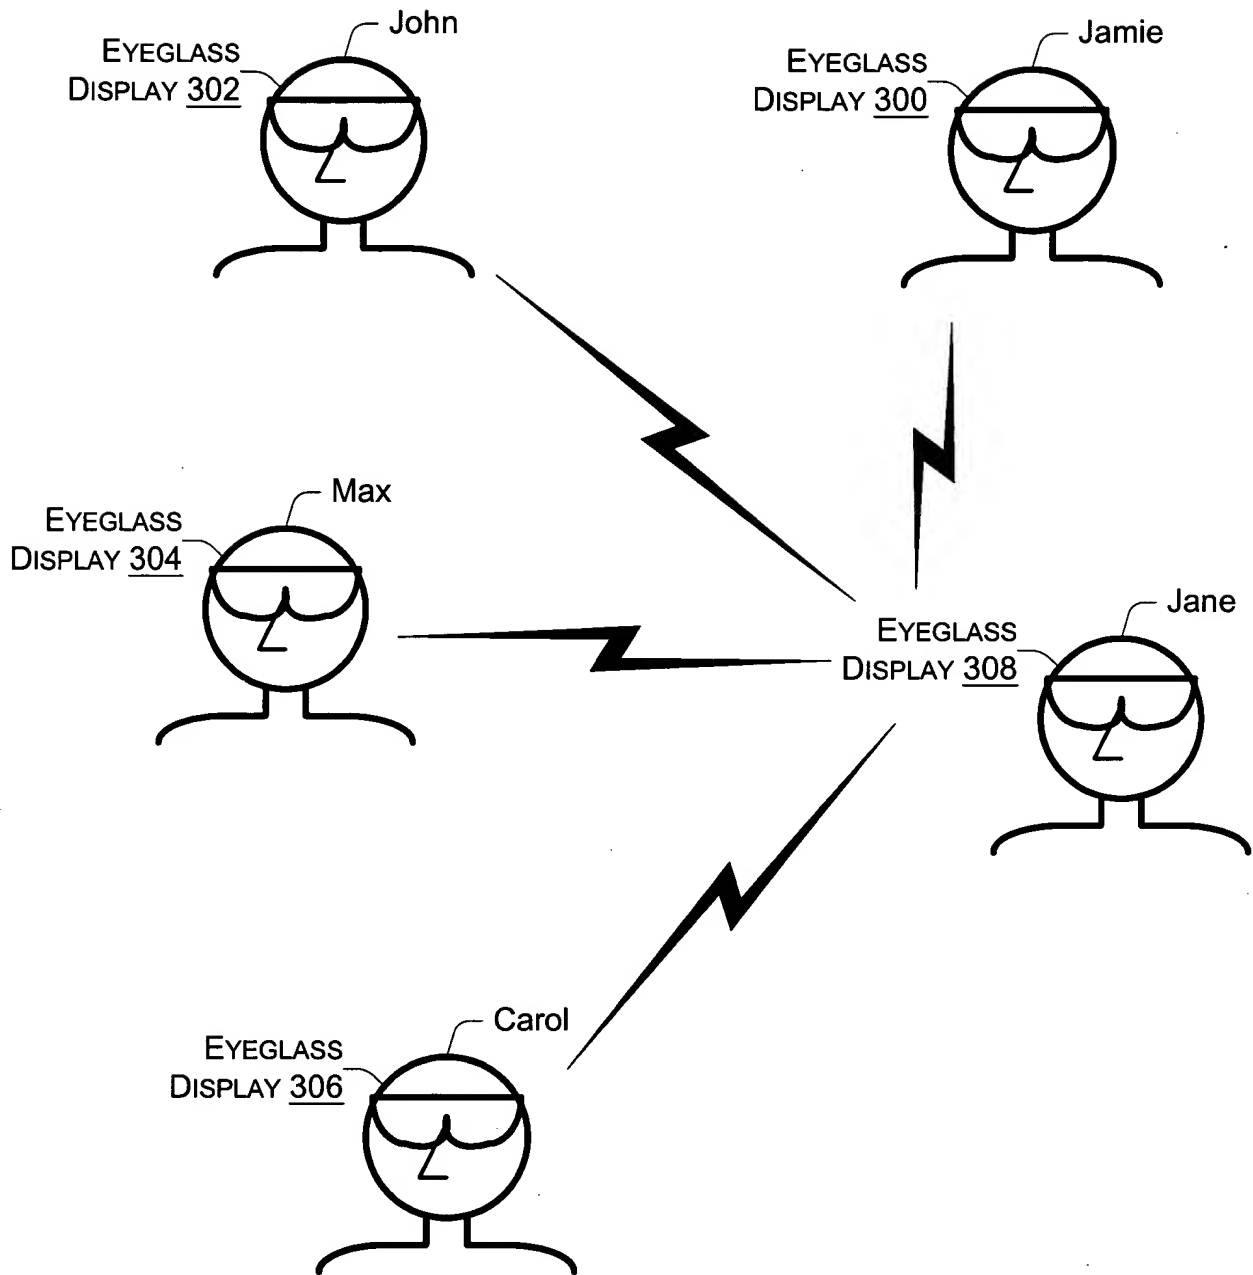 John
EYEGLASS
DISPLAY 302
Jamie
EYEGLASS
DISPLAY 300
Max
EYEGLASS
DISPLAY 304
Jane
EYEGLASS
DISPLAY 308
Carol
EYEGLASS
DISPLAY 306